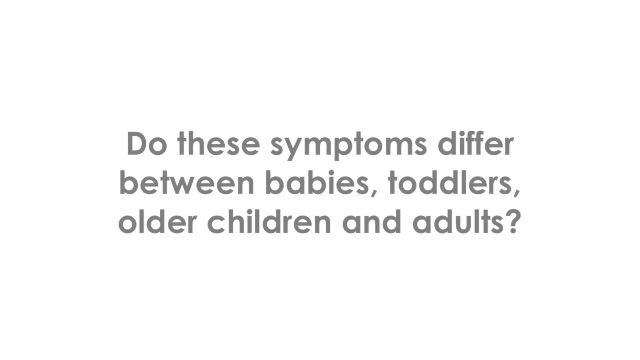 Do these symptoms differ
between babies, toddlers,
older children and adults?